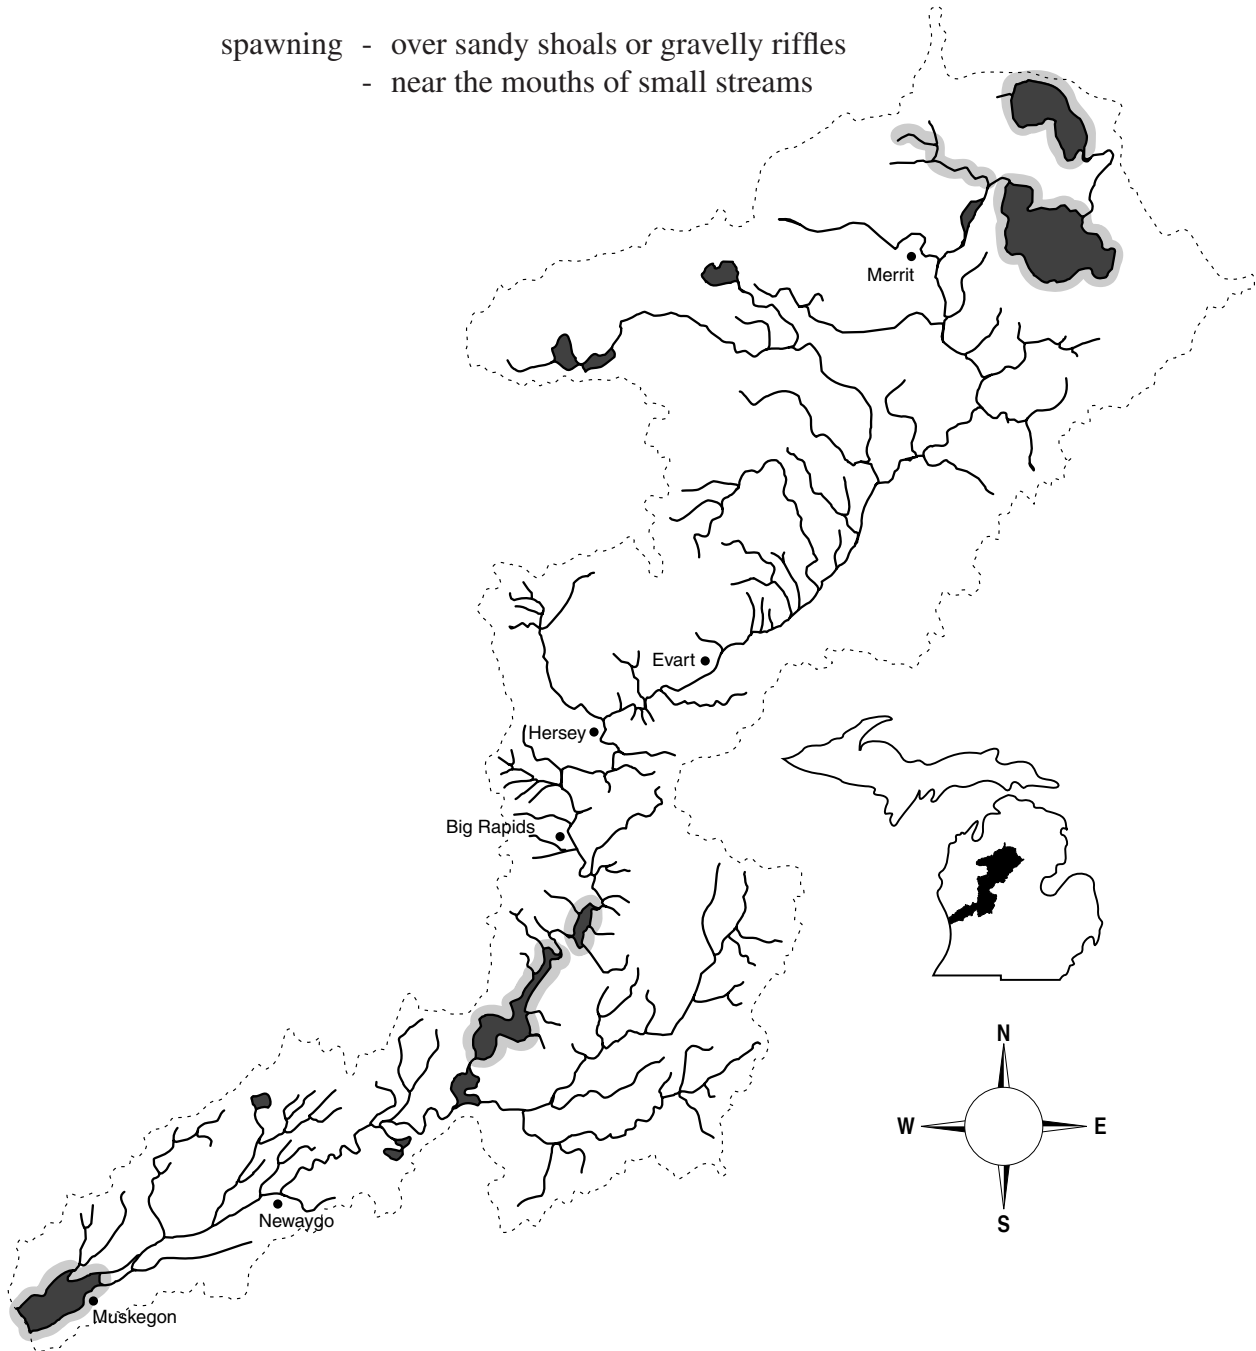 spawning - over sandy shoals or gravelly riffles
- near the mouths of small streams
Merrit
Evart
Hersey
Big Rapids
Newaygo
Muskegon
N
W E
S